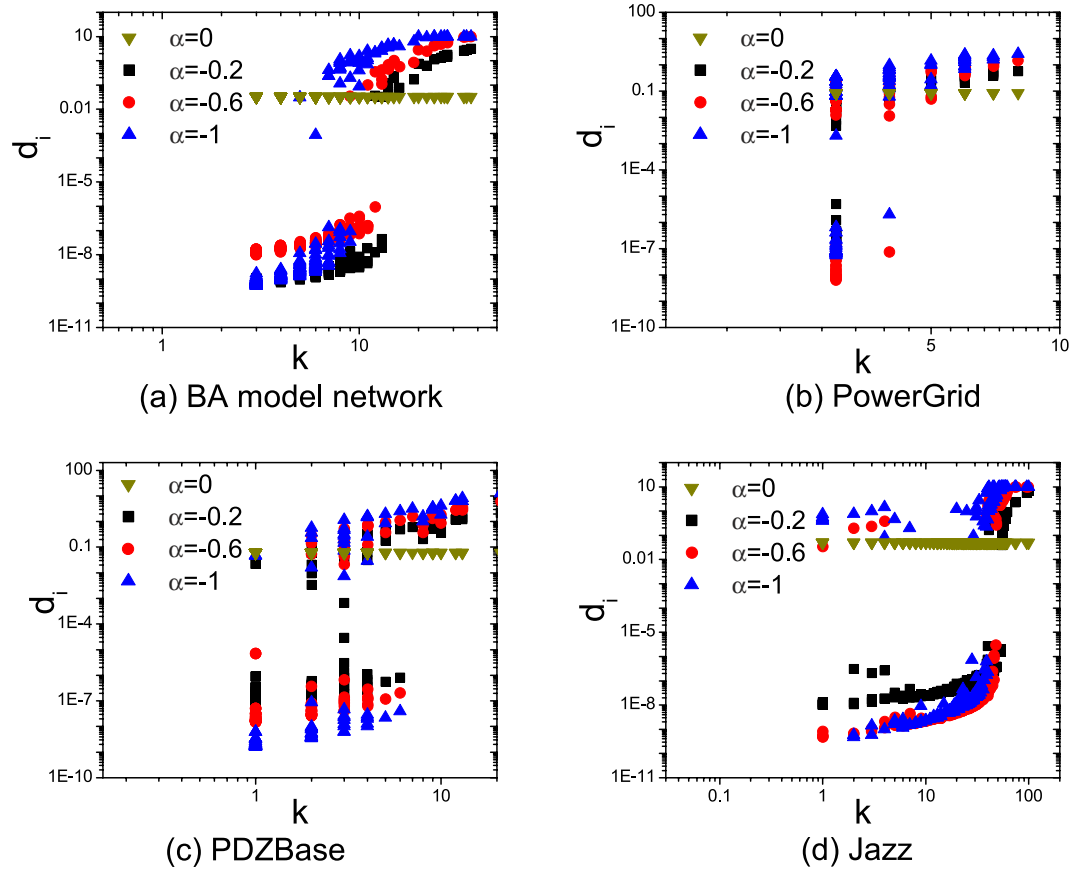 10
0.01
1E-5
1E-8
1E-11
α=0
α=-0.2
α=-0.6
α=-1
d_i
1
10
k
(a) BA model network
100
0.1
1E-4
1E-7
1E-10
α=0
α=-0.2
α=-0.6
α=-1
d_i
5
10
k
(b) PowerGrid
100
0.1
1E-4
1E-7
1E-10
α=0
α=-0.2
α=-0.6
α=-1
d_i
1
10
k
(c) PDZBase
10
0.01
1E-5
1E-8
1E-11
α=0
α=-0.2
α=-0.6
α=-1
d_i
0.1
1
10
100
k
(d) Jazz